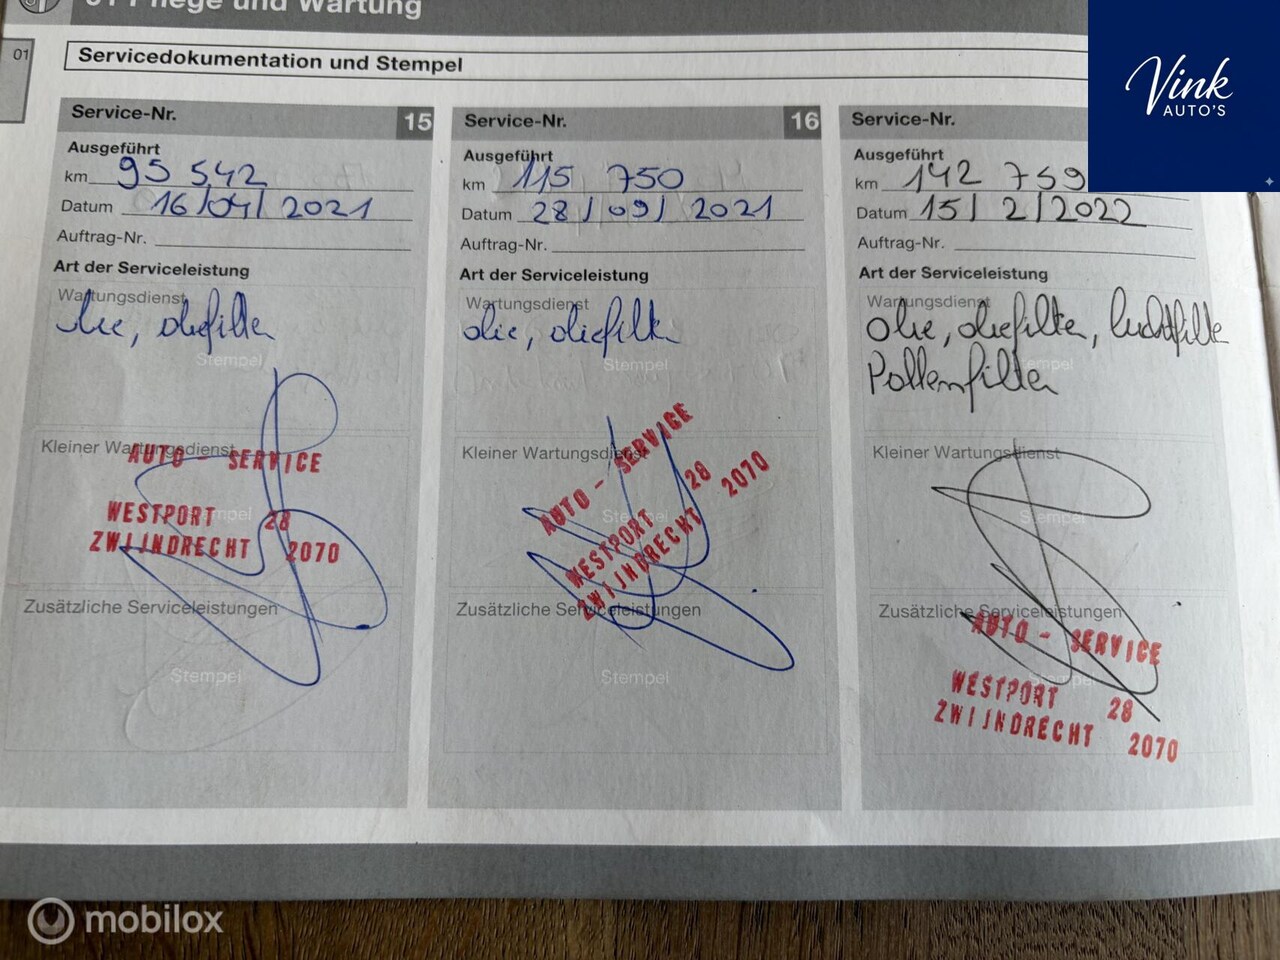 01 Pflege und Wartung
01
Servicedokumentation und Stempel
Vink
AUTO'S
Service-Nr. 15
Ausgeführt
km 95 542
Datum 16/04/2021
Auftrag-Nr.
Art der Serviceleistung
Wartungsdienst
olie, oliefilter
Stempel
Kleiner Wartungsdienst
AUTO - SERVICE
Stempel
WESTPORT 28
ZWIJNDRECHT 2070
Zusätzliche Serviceleistungen
Stempel
Service-Nr. 16
Ausgeführt
km 115 750
Datum 28/09/2021
Auftrag-Nr.
Art der Serviceleistung
Wartungsdienst
olie, oliefilter
Stempel
Kleiner Wartungsdienst
AUTO - SERVICE
Stempel
WESTPORT 28
ZWIJNDRECHT 2070
Zusätzliche Serviceleistungen
Stempel
Service-Nr.
Ausgeführt
km 142 759
Datum 15/2/2022
Auftrag-Nr.
Art der Serviceleistung
Wartungsdienst
olie, oliefilter, luchtfilter
Pollenfilter
Stempel
Kleiner Wartungsdienst
Stempel
Zusätzliche Serviceleistungen
AUTO - SERVICE
Stempel
WESTPORT 28
ZWIJNDRECHT 2070
mobilox